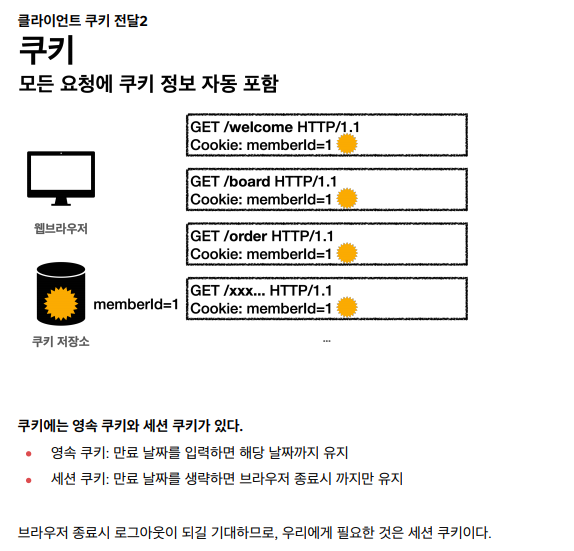 클라이언트 쿠키 전달2
쿠키
모든 요청에 쿠키 정보 자동 포함
GET /welcome HTTP/1.1
Cookie: memberId=1
GET /board HTTP/1.1
Cookie: memberId=1
웹브라우저
GET /order HTTP/1.1
Cookie: memberId=1
GET /xxx... HTTP/1.1
Cookie: memberId=1
memberId=1
쿠키 저장소
...
쿠키에는 영속 쿠키와 세션 쿠키가 있다.
영속 쿠키: 만료 날짜를 입력하면 해당 날짜까지 유지
세션 쿠키: 만료 날짜를 생략하면 브라우저 종료시 까지만 유지
브라우저 종료시 로그아웃이 되길 기대하므로, 우리에게 필요한 것은 세션 쿠키이다.